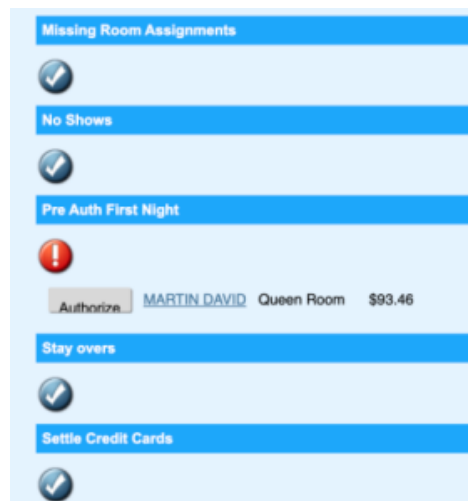 Missing Room Assignments
No Shows
Pre Auth First Night
Authorize MARTIN DAVID Queen Room $93.46
Stay overs
Settle Credit Cards